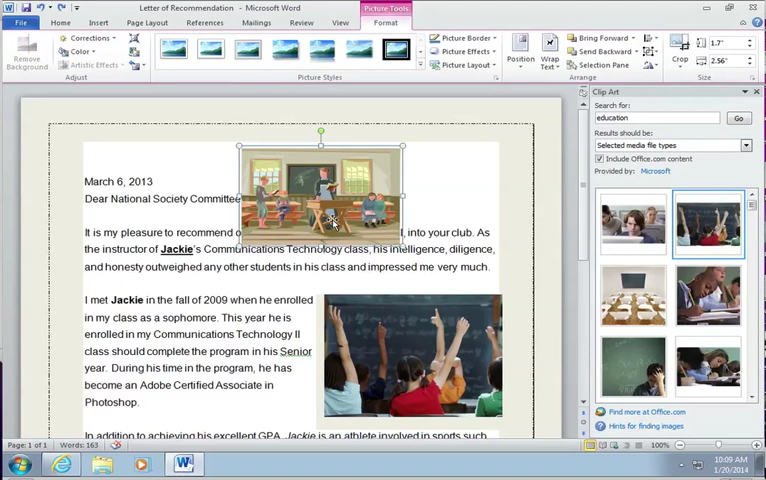 Letter of Recommendation - Microsoft Word
Picture Tools
File Home Insert Page Layout References Mailings Review View Format
Remove Background
Corrections
Color
Artistic Effects
Adjust
Picture Styles
Picture Border
Picture Effects
Picture Layout
Position
Wrap Text
Bring Forward
Send Backward
Selection Pane
Arrange
Crop
1.7"
2.56"
Size
Clip Art
Search for:
education
Go
Results should be:
Selected media file types
Include Office.com content
Provided by: Microsoft
Find more at Office.com
Hints for finding images
March 6, 2013
Dear National Society Committee
It is my pleasure to recommend , into your club. As
the instructor of Jackie's Communications Technology class, his intelligence, diligence,
and honesty outweighed any other students in his class and impressed me very much.
I met Jackie in the fall of 2009 when he enrolled
in my class as a sophomore. This year he is
enrolled in my Communications Technology II
class should complete the program in his Senior
year. During his time in the program, he has
become an Adobe Certified Associate in
Photoshop.
In addition to achieving his excellent GPA, Jackie is an athlete involved in sports such
Page: 1 of 1 Words: 163
100%
10:09 AM
1/20/2014